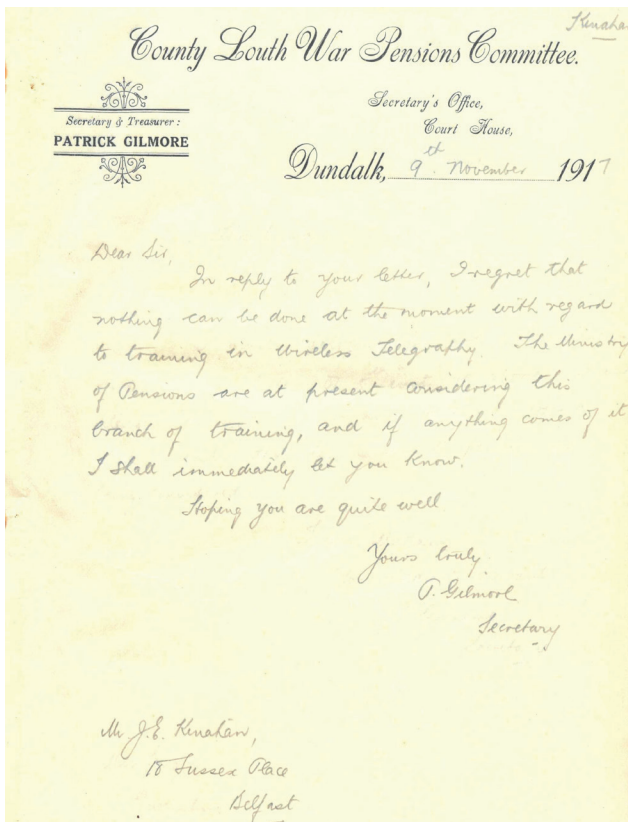 Kinahan
County Louth War Pensions Committee.
Secretary & Treasurer:
PATRICK GILMORE
Secretary's Office,
Court House,
Dundalk, 9th November 1917
Dear Sir,
In reply to your letter, I regret that
nothing can be done at the moment with regard
to training in Wireless Telegraphy. The Ministry
of Pensions are at present considering this
branch of training, and if anything comes of it
I shall immediately let you know.
Hoping you are quite well
Yours truly
P. Gilmore
Secretary
Mr J.E. Kinahan,
18 Sussex Place
Belfast